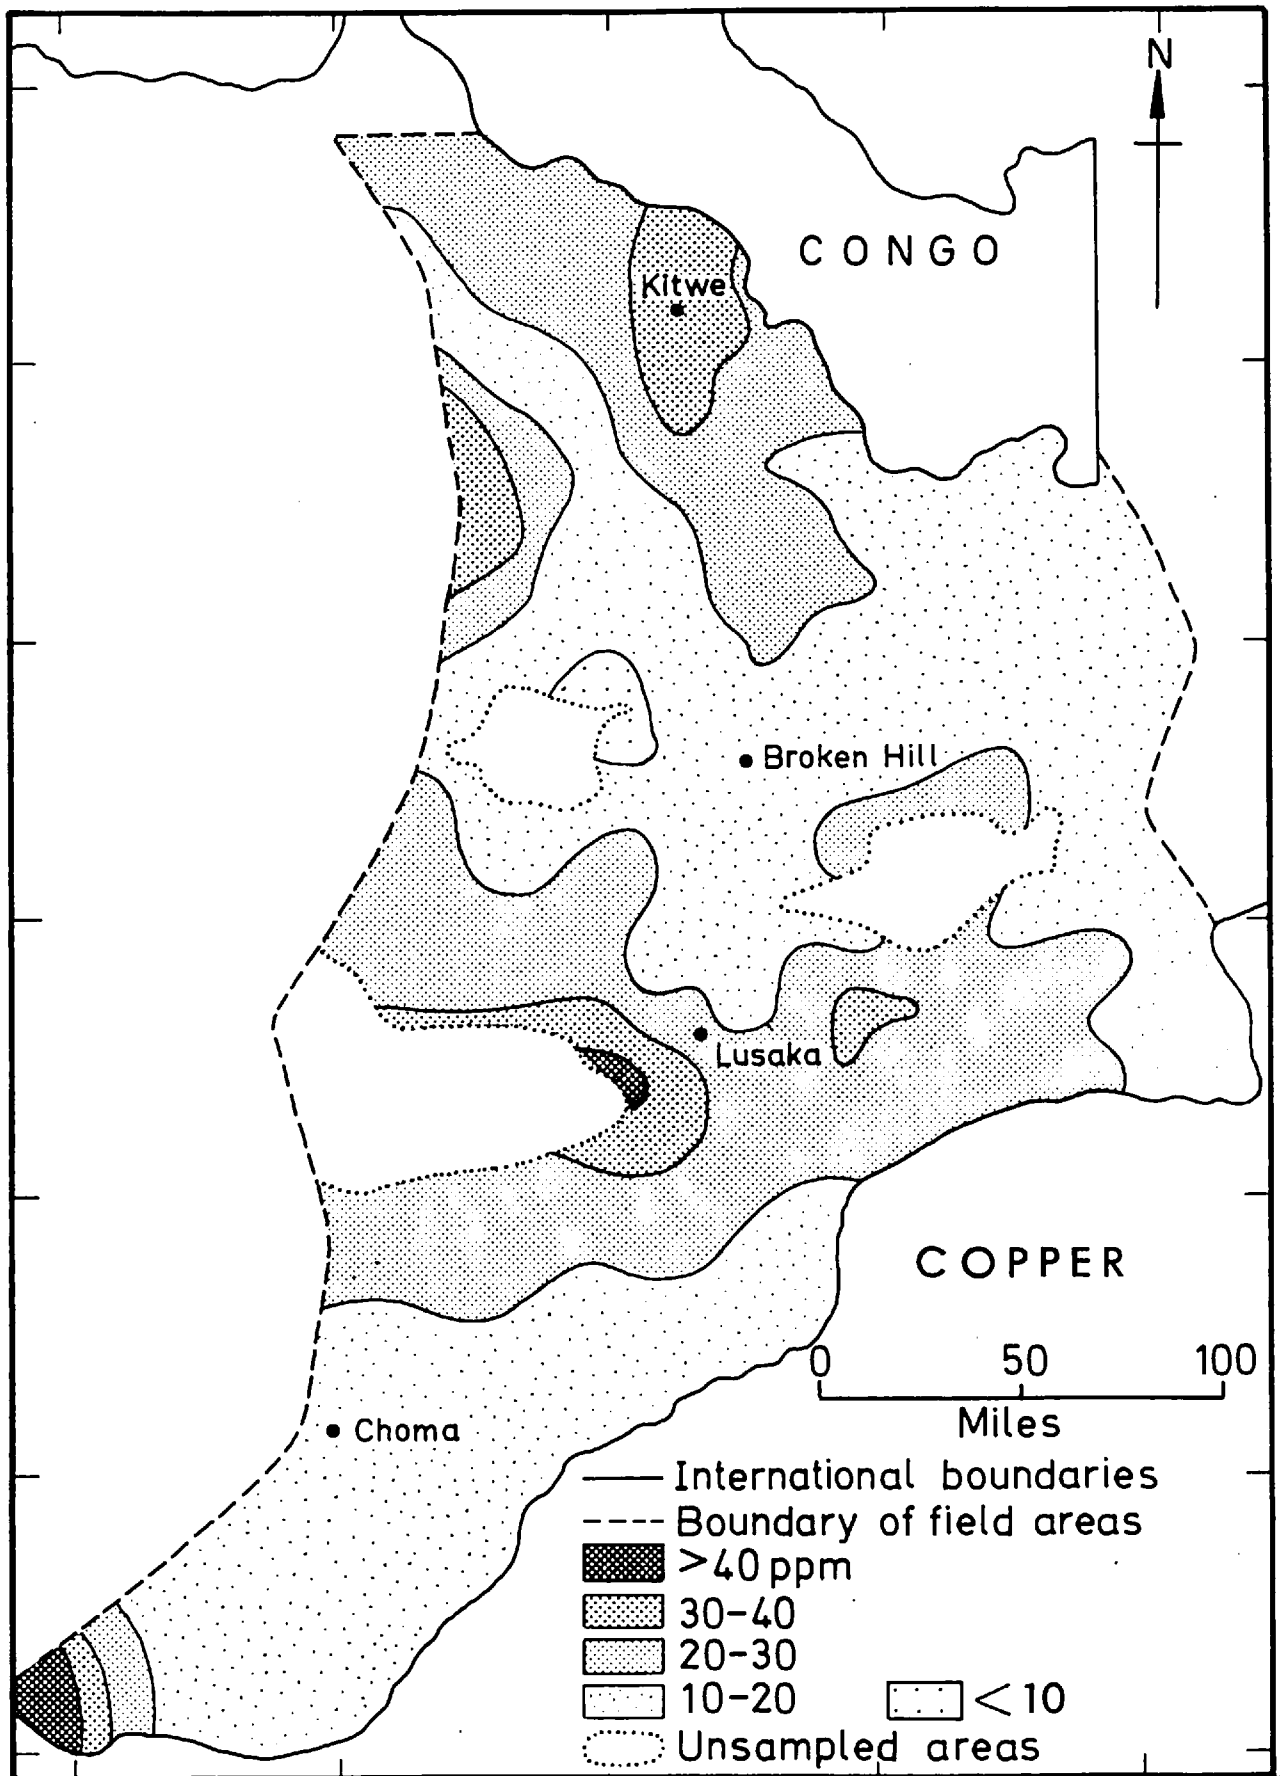 N
CONGO
Kitwe
Broken Hill
Lusaka
COPPER
0 50 100
Miles
Choma
International boundaries
Boundary of field areas
>40 ppm
30-40
20-30
10-20 <10
Unsampled areas